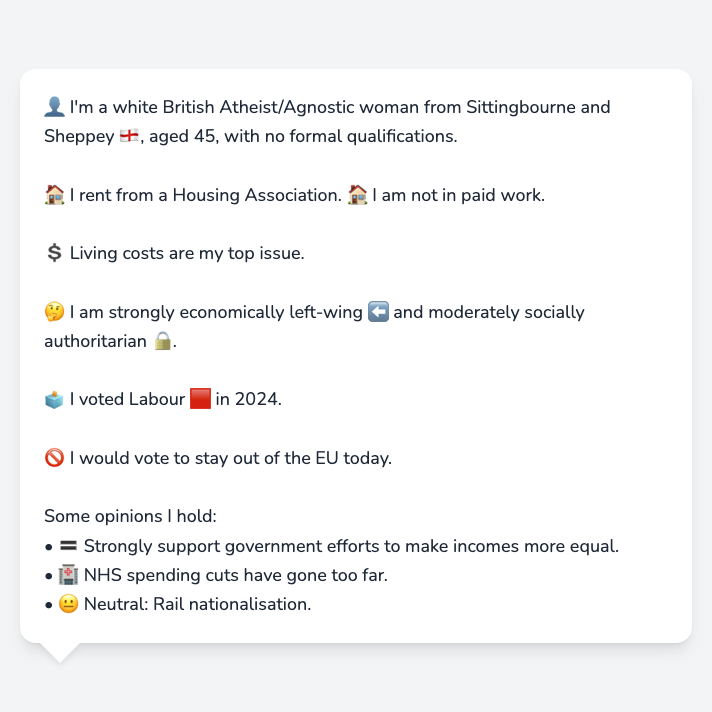 👤 I'm a white British Atheist/Agnostic woman from Sittingbourne and
Sheppey 🏴󠁧󠁢󠁥󠁮󠁧󠁿, aged 45, with no formal qualifications.
🏠 I rent from a Housing Association. 🏠 I am not in paid work.
💲 Living costs are my top issue.
🤔 I am strongly economically left-wing ⬅️ and moderately socially
authoritarian 🔒.
🗳️ I voted Labour 🟥 in 2024.
🚫 I would vote to stay out of the EU today.
Some opinions I hold:
• 🟰 Strongly support government efforts to make incomes more equal.
• 🏥 NHS spending cuts have gone too far.
• 😐 Neutral: Rail nationalisation.